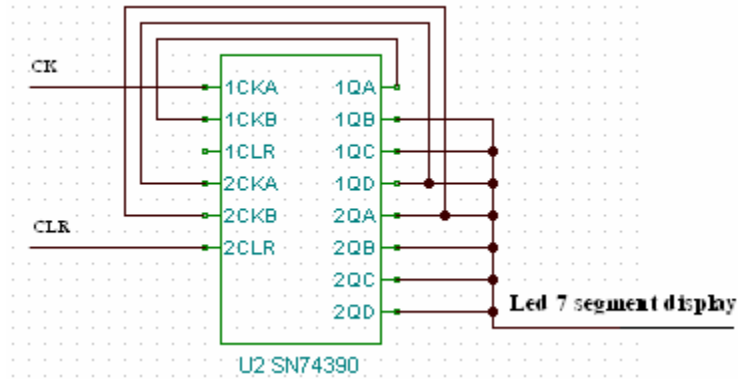 CK
1CKA 1QA
1CKB 1QB
1CLR 1QC
2CKA 1QD
2CKB 2QA
CLR
2CLR 2QB
2QC
2QD
Led 7 segment display
U2 SN74390